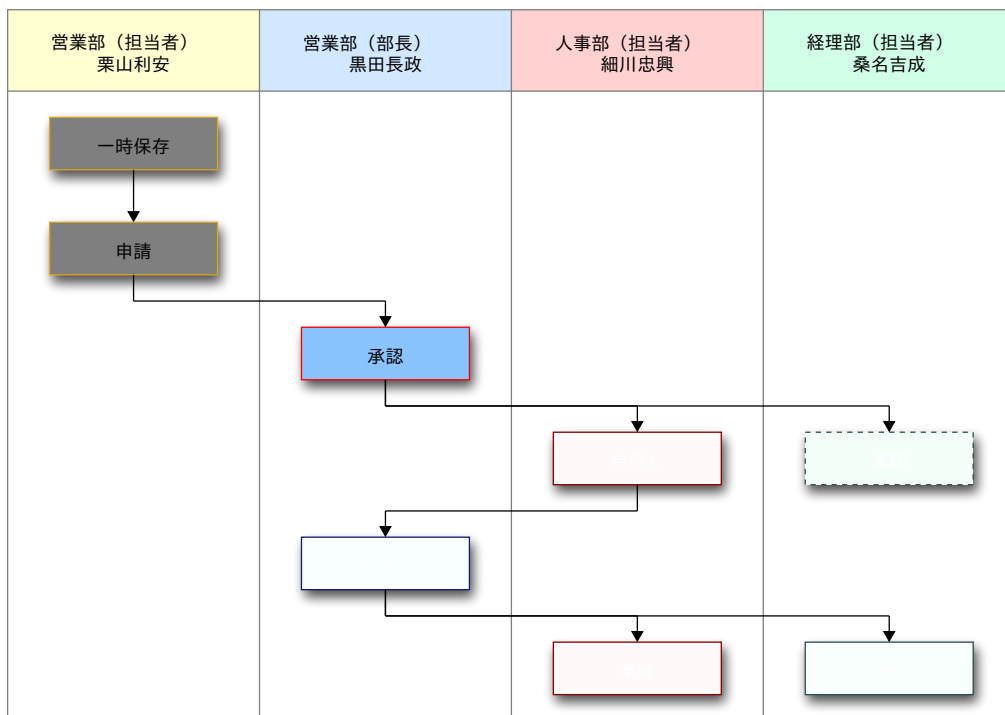 営業部（担当者）
栗山利安
営業部（部長）
黒田長政
人事部（担当者）
細川忠興
経理部（担当者）
桑名吉成
一時保存
申請
承認